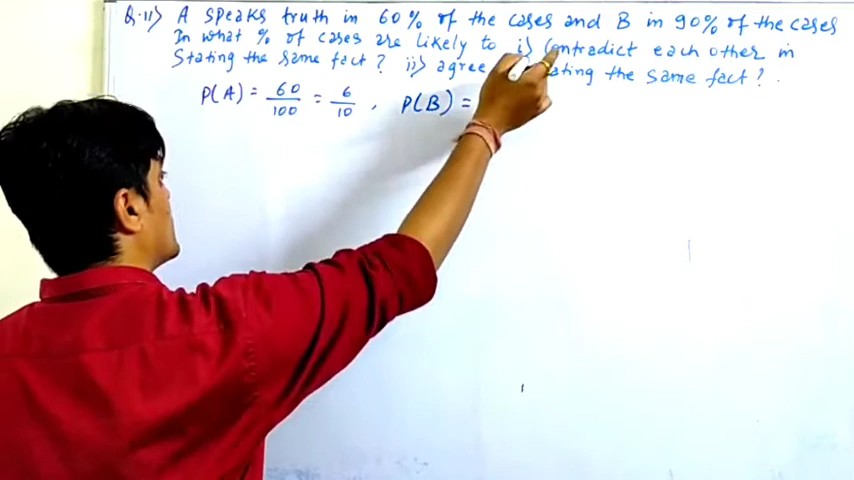 Q.11> A speaks truth in 60% of the cases and B in 90% of the cases
In what % of cases are likely to i> Contradict each other in
Stating the same fact? ii> agree the same fact?
P(A) = 60/100 = 6/10 , P(B) =